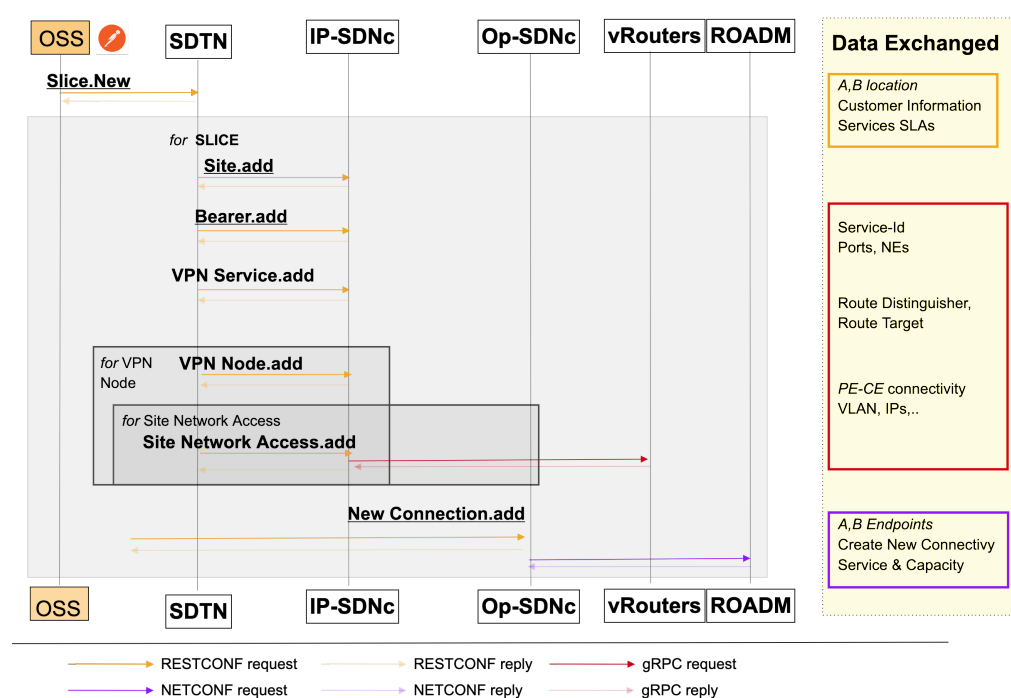 OSS
SDTN
IP-SDNc
Op-SDNc
vRouters
ROADM
Data Exchanged
Slice.New
A,B location
Customer Information
Services SLAs
for SLICE
Site.add
Bearer.add
Service-Id
Ports, NEs
VPN Service.add
Route Distinguisher,
Route Target
for VPN
Node
VPN Node.add
PE-CE connectivity
VLAN, IPs,..
for Site Network Access
Site Network Access.add
New Connection.add
A,B Endpoints
Create New Connectivy
Service & Capacity
OSS
SDTN
IP-SDNc
Op-SDNc
vRouters
ROADM
RESTCONF request
RESTCONF reply
gRPC request
NETCONF request
NETCONF reply
gRPC reply